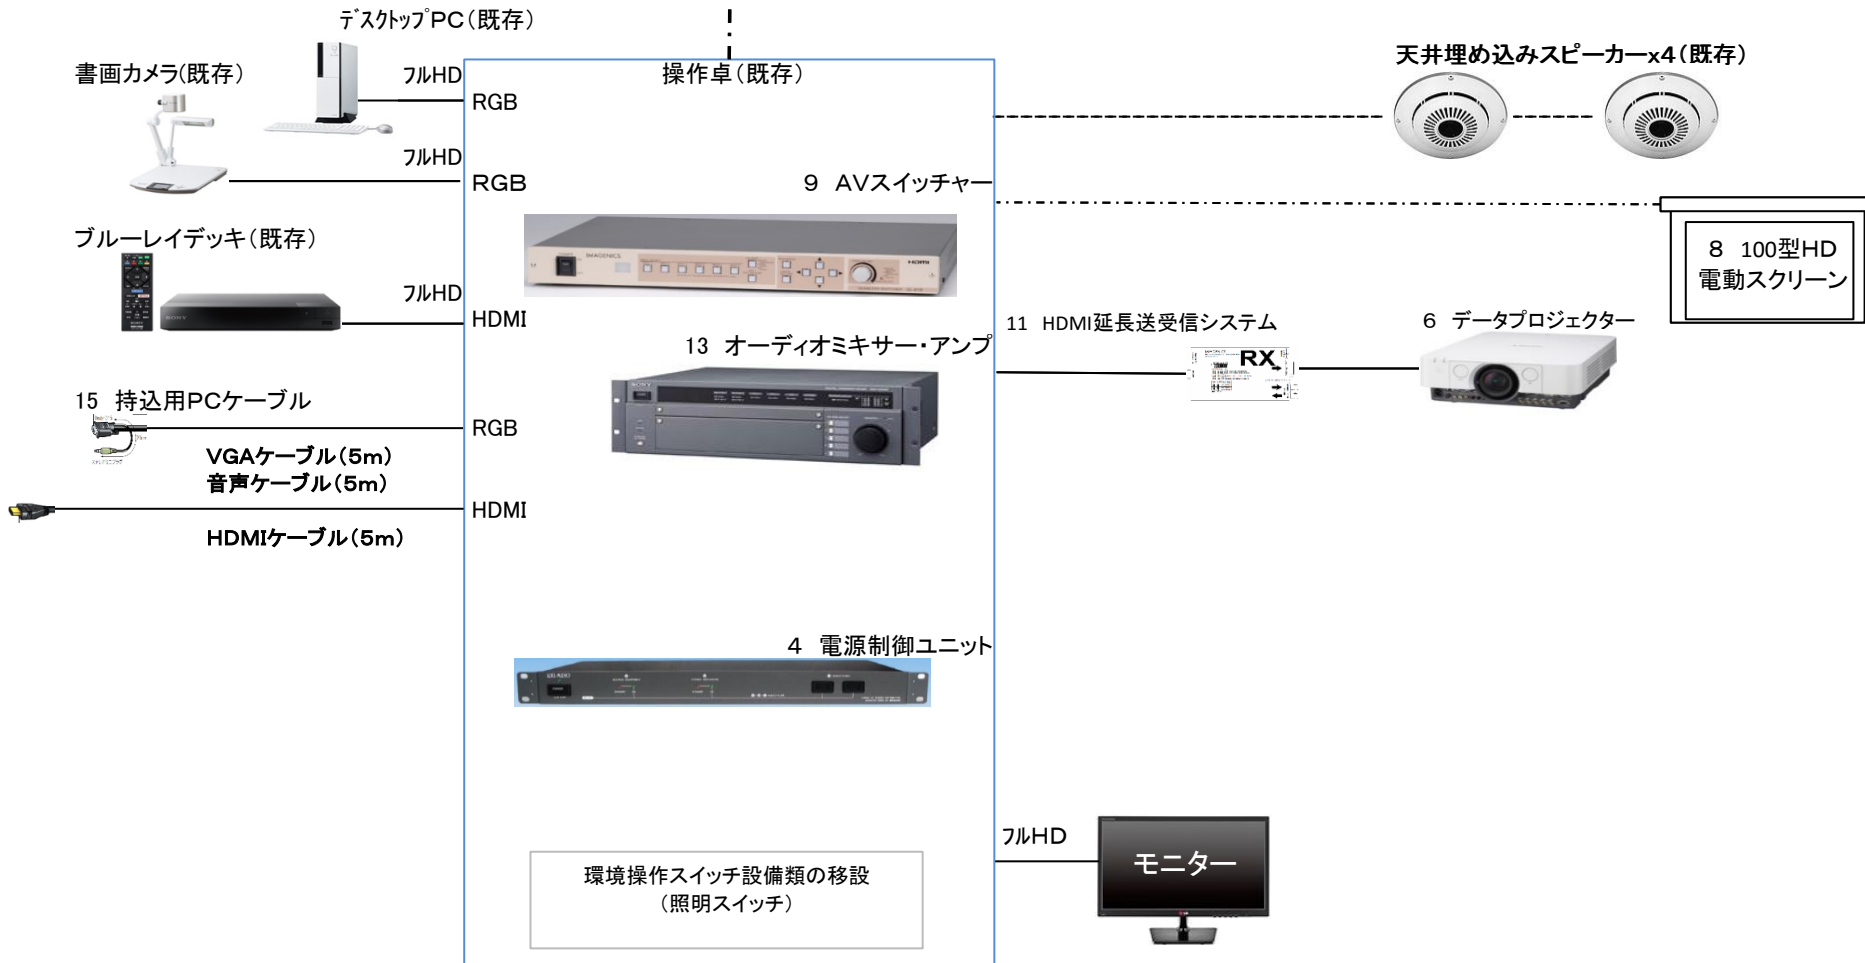 デスクトップPC(既存)
書画カメラ(既存)
フルHD
RGB
フルHD
RGB
ブルーレイデッキ(既存)
フルHD
HDMI
15 持込用PCケーブル
RGB
VGAケーブル(5m)
音声ケーブル(5m)
HDMI
HDMIケーブル(5m)
操作卓(既存)
9 AVスイッチャー
IMAGENICS
HDMI
13 オーディオミキサー・アンプ
SONY
4 電源制御ユニット
環境操作スイッチ設備類の移設
(照明スイッチ)
天井埋め込みスピーカーx4(既存)
8 100型HD
電動スクリーン
11 HDMI延長送受信システム
RX
6 データプロジェクター
フルHD
モニター